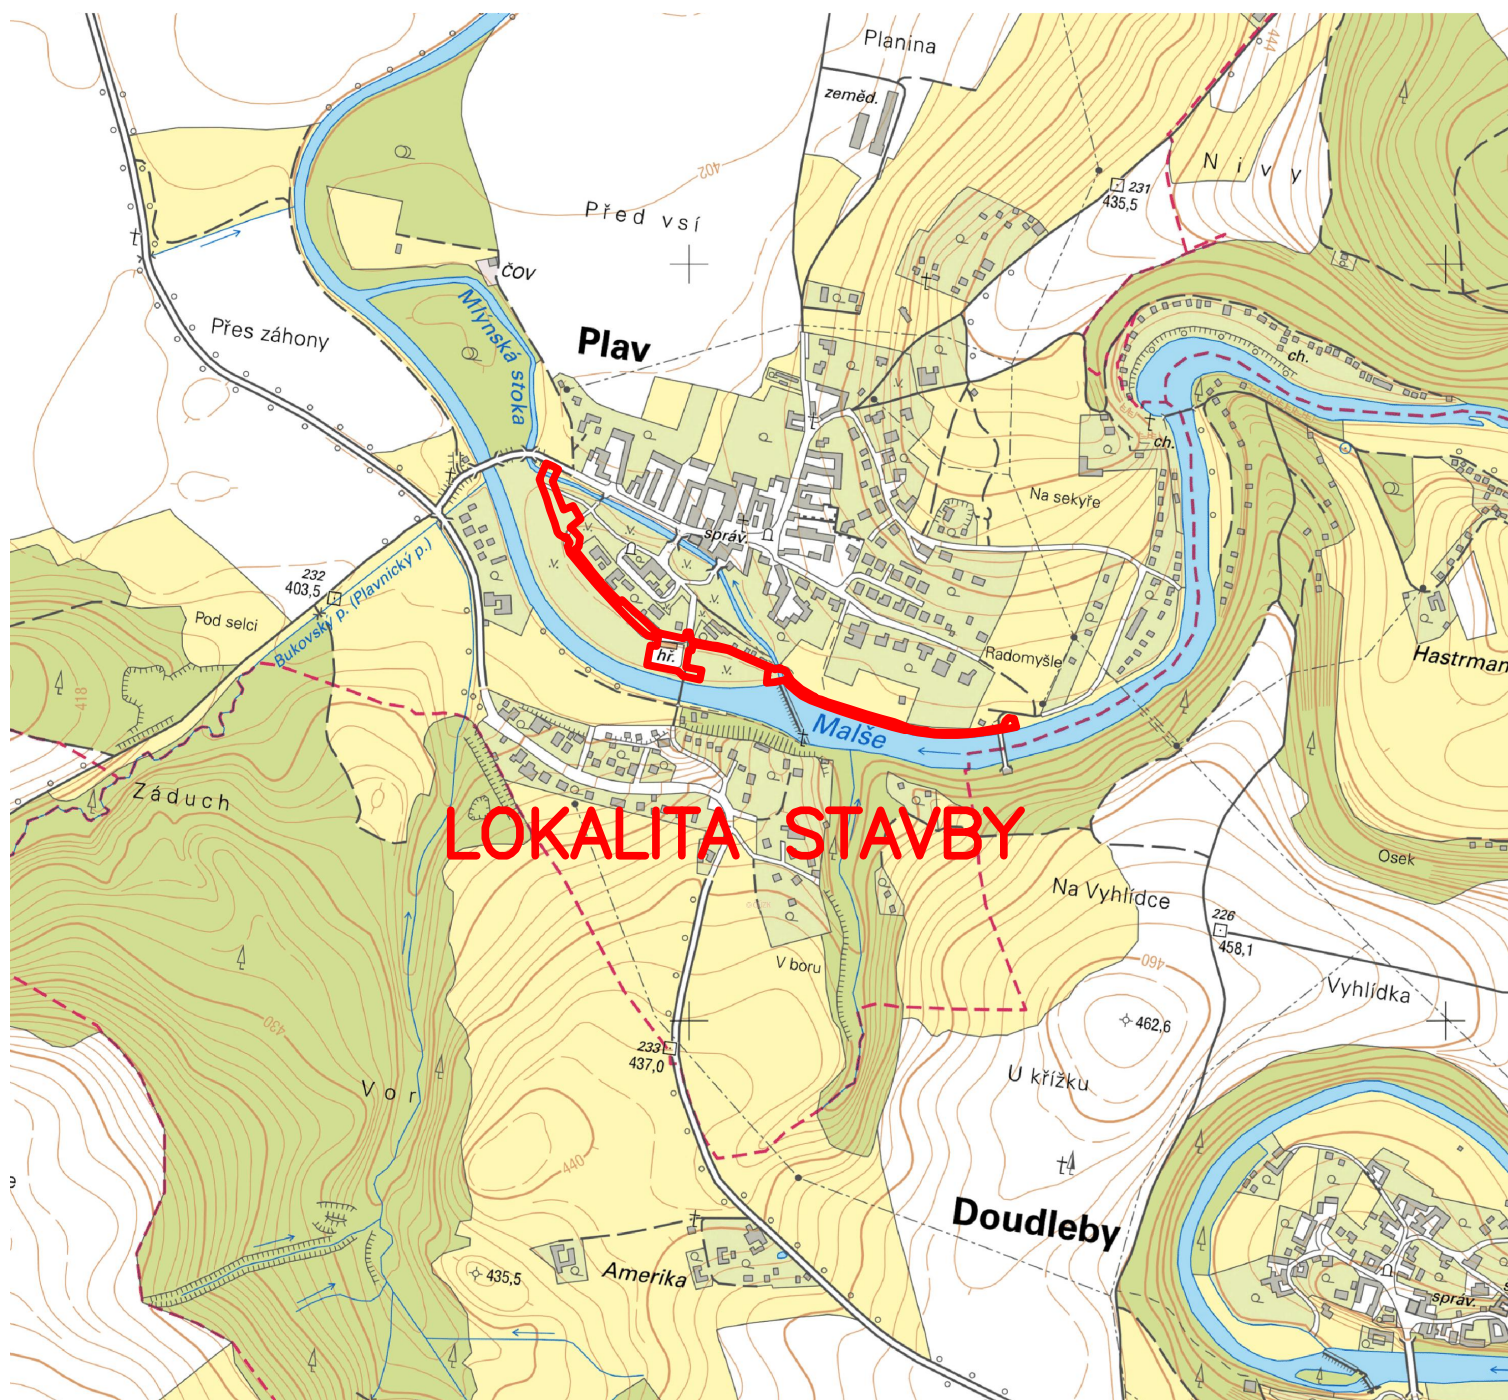 Planina
444
zeměd.
402
N i v y
231
435,5
Před vsí
ČOV
Mlýnská stoka
Přes záhony
Plav
ch.
ch.
Na sekyře
správ.
232
403,5
Bukovský p. (Plavnický p.)
Pod selci
hř.
Radomyšle
Hastrman
418
Malše
Záduch
LOKALITA STAVBY
Osek
Na Vyhlídce
226
458,1
460
V boru
Vyhlídka
462,6
430
233
437,0
U křížku
Vor
440
Doudleby
435,5
Amerika
správ.